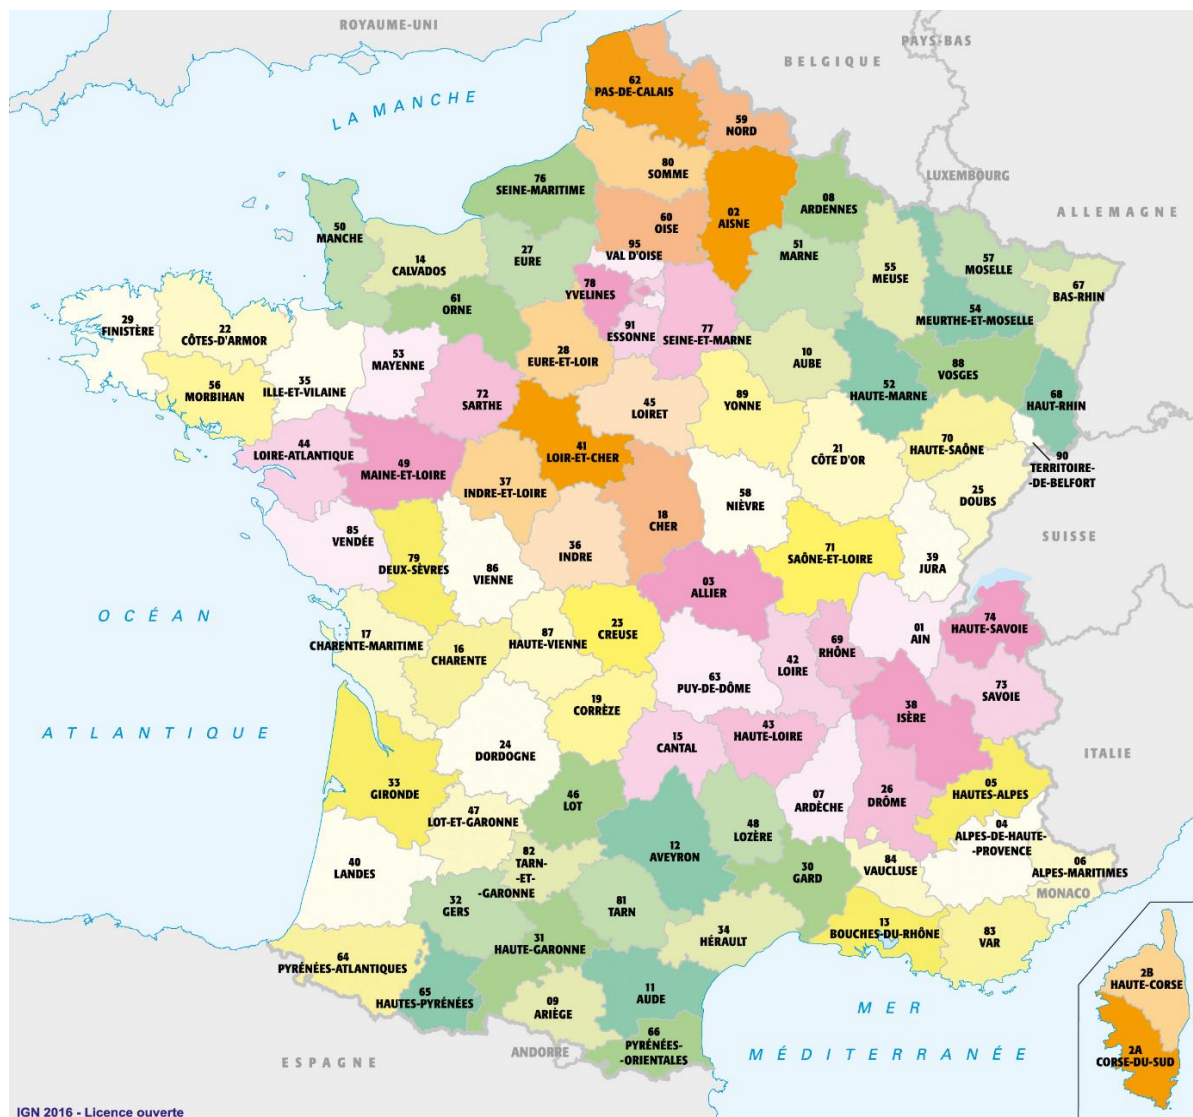 ROYAUME-UNI
PAYS-BAS
BELGIQUE
LA MANCHE
62
PAS-DE-CALAIS
59
NORD
80
SOMME
LUXEMBOURG
ALLEMAGNE
76
SEINE-MARITIME
02
AISNE
08
ARDENNES
60
OISE
50
MANCHE
27
EURE
95
VAL D'OISE
51
MARNE
57
MOSELLE
14
CALVADOS
55
MEUSE
67
BAS-RHIN
78
YVELINES
61
ORNE
54
MEURTHE-ET-MOSELLE
29
FINISTÈRE
22
CÔTES-D'ARMOR
91
ESSONNE
77
SEINE-ET-MARNE
53
MAYENNE
28
EURE-ET-LOIR
10
AUBE
88
VOSGES
56
MORBIHAN
35
ILLE-ET-VILAINE
72
SARTHE
45
LOIRET
89
YONNE
52
HAUTE-MARNE
68
HAUT-RHIN
44
LOIRE-ATLANTIQUE
41
LOIR-ET-CHER
21
CÔTE D'OR
70
HAUTE-SAÔNE
90
TERRITOIRE-
-DE-BELFORT
49
MAINE-ET-LOIRE
37
INDRE-ET-LOIRE
58
NIÈVRE
25
DOUBS
85
VENDÉE
18
CHER
SUISSE
79
DEUX-SÈVRES
86
VIENNE
36
INDRE
71
SAÔNE-ET-LOIRE
39
JURA
03
ALLIER
OCÉAN
17
CHARENTE-MARITIME
16
CHARENTE
87
HAUTE-VIENNE
23
CREUSE
69
RHÔNE
01
AIN
74
HAUTE-SAVOIE
63
PUY-DE-DÔME
42
LOIRE
73
SAVOIE
ATLANTIQUE
19
CORRÈZE
38
ISÈRE
24
DORDOGNE
15
CANTAL
43
HAUTE-LOIRE
ITALIE
33
GIRONDE
46
LOT
07
ARDÈCHE
26
DRÔME
05
HAUTES-ALPES
47
LOT-ET-GARONNE
48
LOZÈRE
04
ALPES-DE-HAUTE-
-PROVENCE
40
LANDES
82
TARN-
-ET-
-GARONNE
12
AVEYRON
30
GARD
84
VAUCLUSE
06
ALPES-MARITIMES
MONACO
32
GERS
81
TARN
31
HAUTE-GARONNE
34
HÉRAULT
13
BOUCHES-DU-RHÔNE
83
VAR
64
PYRÉNÉES-ATLANTIQUES
65
HAUTES-PYRÉNÉES
09
ARIÈGE
11
AUDE
2B
HAUTE-CORSE
MER
MÉDITERRANÉE
66
PYRÉNÉES-
-ORIENTALES
ESPAGNE
ANDORRE
2A
CORSE-DU-SUD
IGN 2016 - Licence ouverte